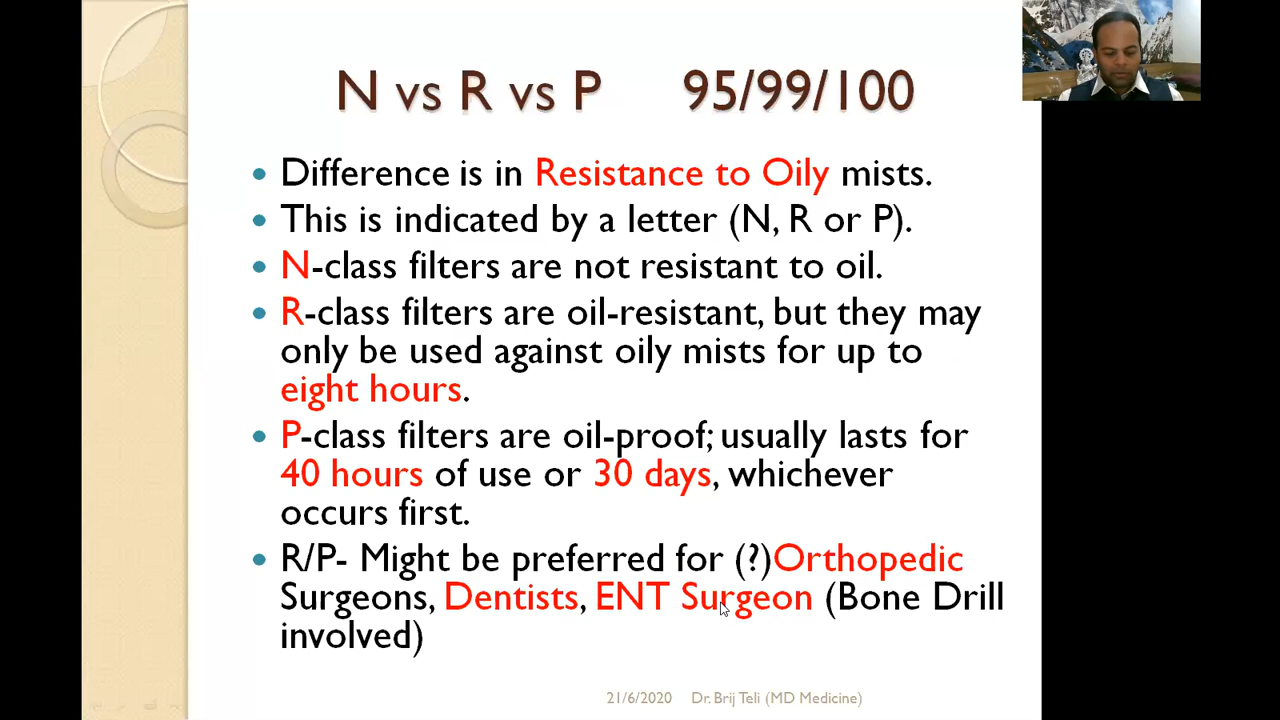 N vs R vs P 95/99/100
• Difference is in Resistance to Oily mists.
• This is indicated by a letter (N, R or P).
• N-class filters are not resistant to oil.
• R-class filters are oil-resistant, but they may
only be used against oily mists for up to
eight hours.
• P-class filters are oil-proof; usually lasts for
40 hours of use or 30 days, whichever
occurs first.
• R/P- Might be preferred for (?)Orthopedic
Surgeons, Dentists, ENT Surgeon (Bone Drill
involved)
21/6/2020 Dr. Brij Teli (MD Medicine)